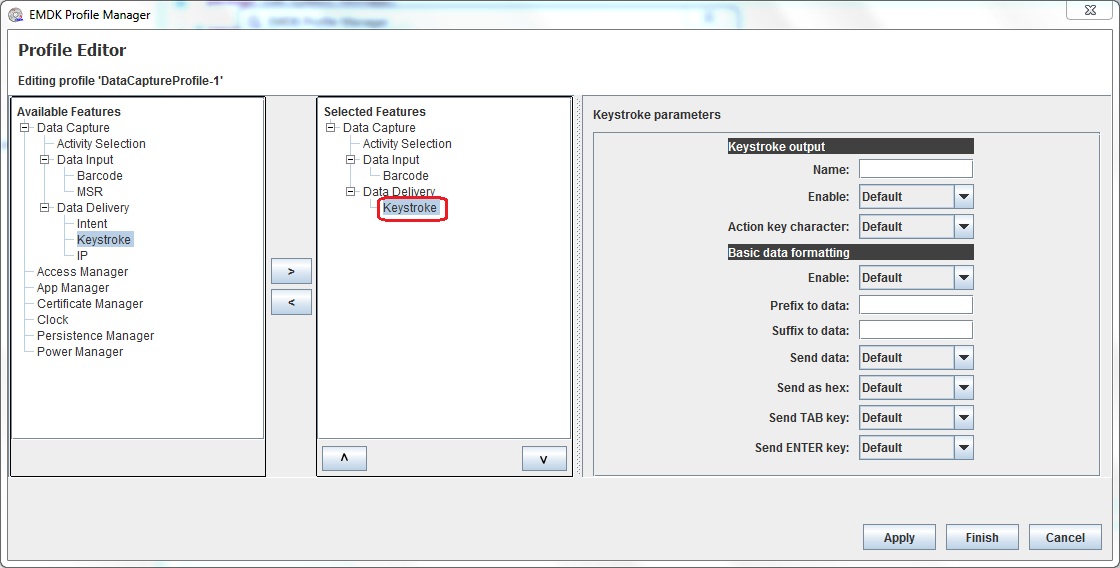 EMDK Profile Manager
Profile Editor
Editing profile 'DataCaptureProfile-1'
Available Features
Data Capture
Activity Selection
Data Input
Barcode
MSR
Data Delivery
Intent
Keystroke
IP
Access Manager
App Manager
Certificate Manager
Clock
Persistence Manager
Power Manager
>
<
Selected Features
Data Capture
Activity Selection
Data Input
Barcode
Data Delivery
Keystroke
˄
˅
Keystroke parameters
Keystroke output
Name:
Enable: Default
Action key character: Default
Basic data formatting
Enable: Default
Prefix to data:
Suffix to data:
Send data: Default
Send as hex: Default
Send TAB key: Default
Send ENTER key: Default
Apply Finish Cancel